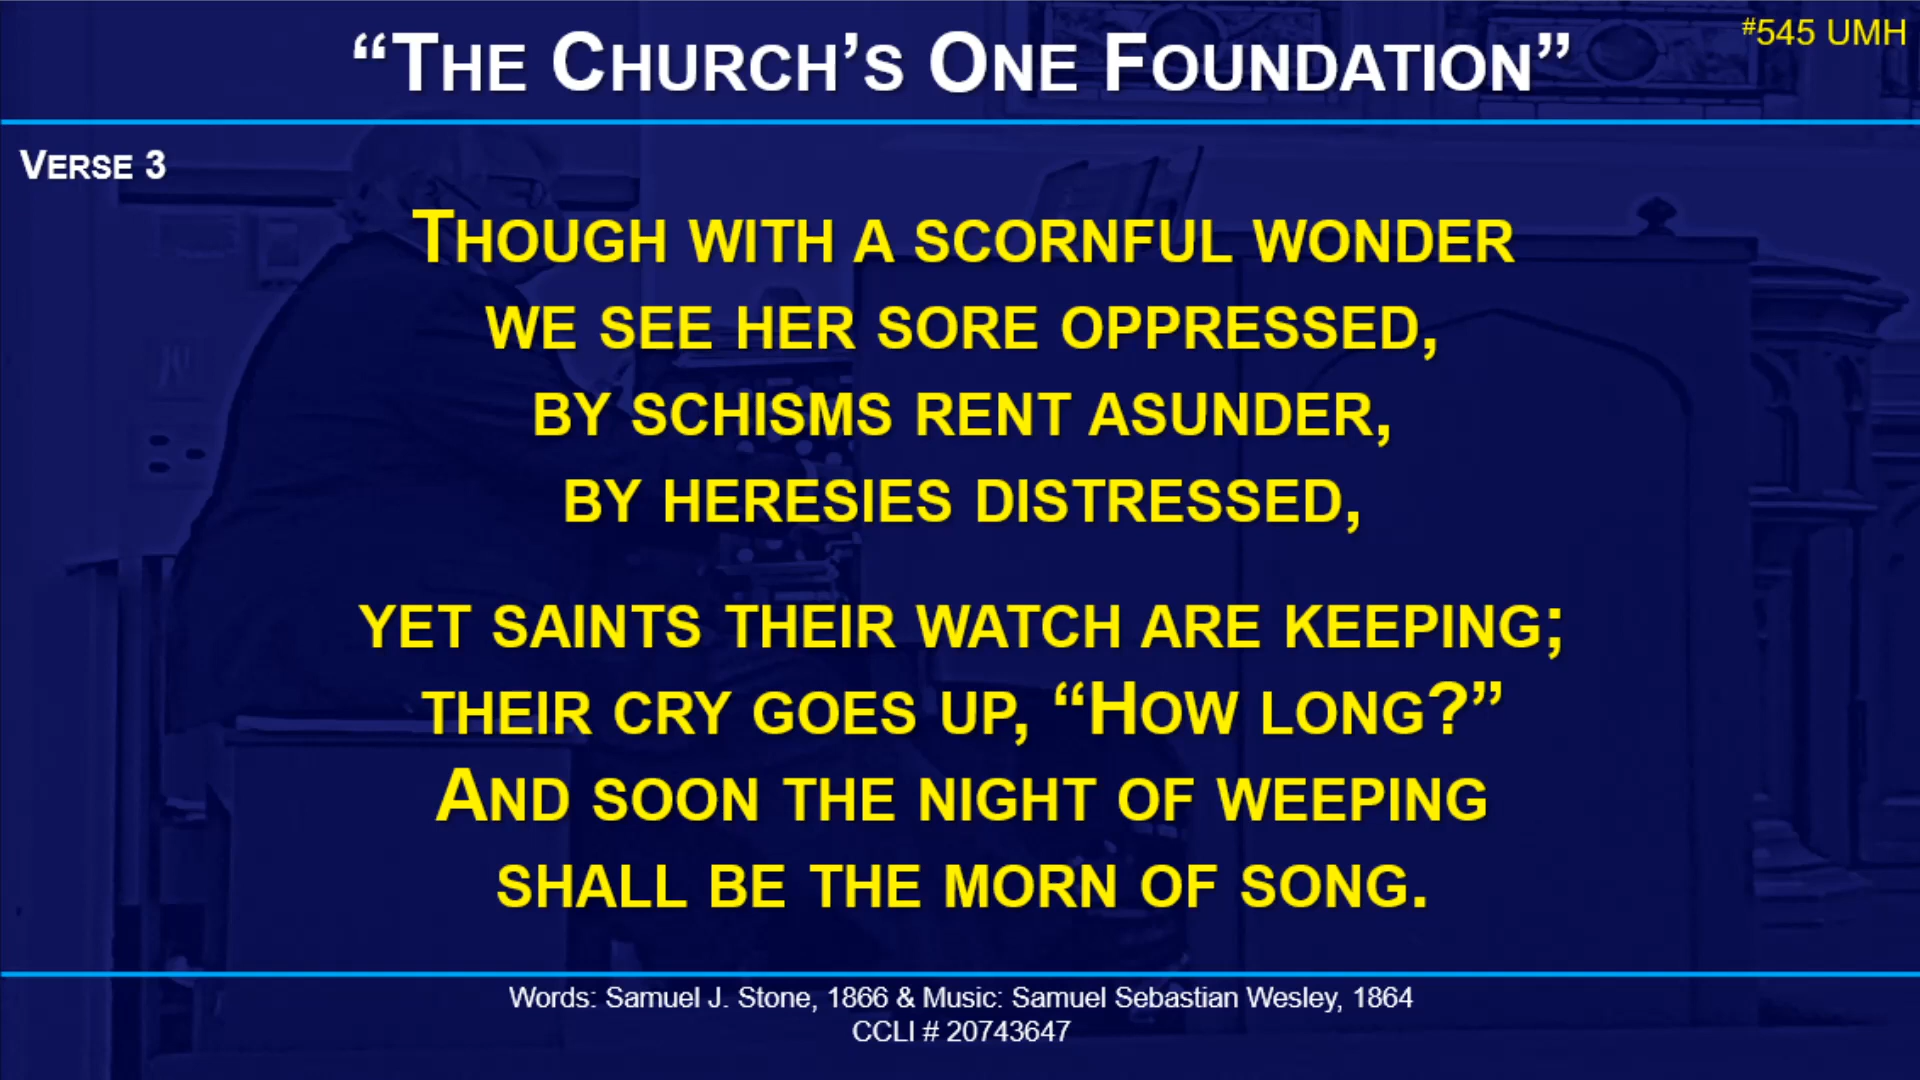 “The Church’s One Foundation”
#545 UMH
Verse 3
Though with a scornful wonder
we see her sore oppressed,
by schisms rent asunder,
by heresies distressed,
yet saints their watch are keeping;
their cry goes up, “How long?”
And soon the night of weeping
shall be the morn of song.
Words: Samuel J. Stone, 1866 & Music: Samuel Sebastian Wesley, 1864
CCLI # 20743647